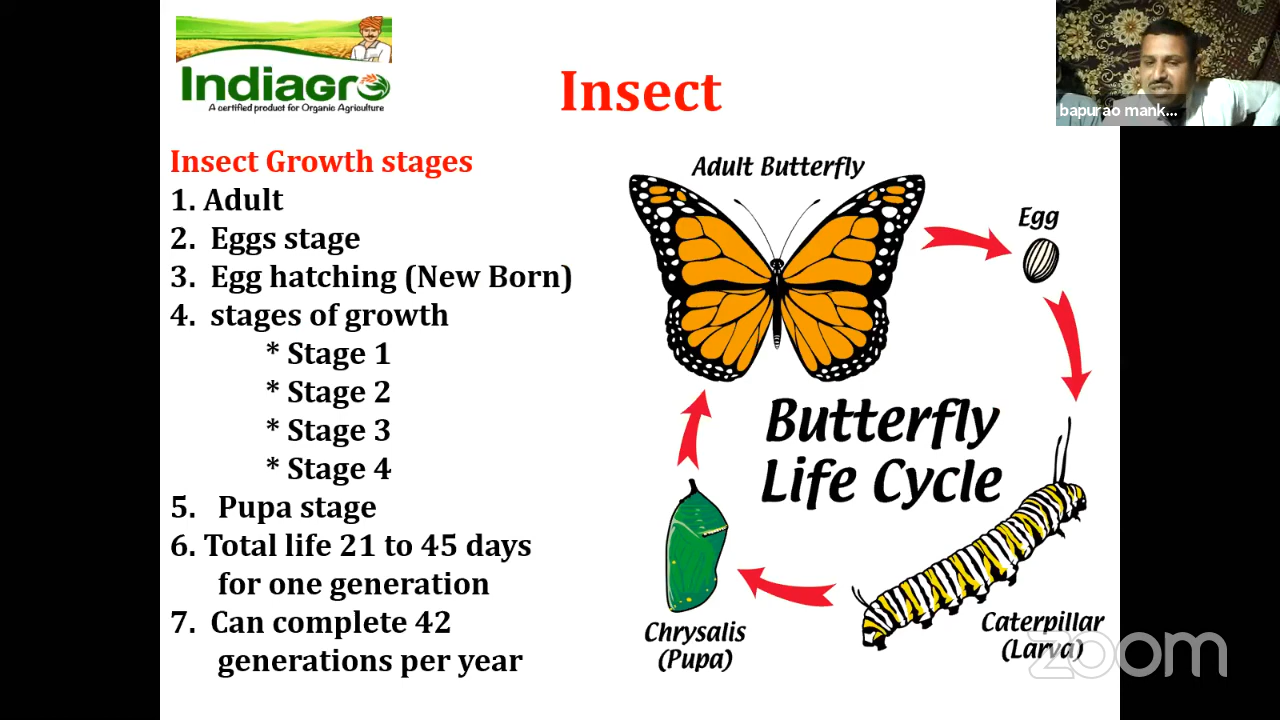 Indiagro
A certified product for Organic Agriculture
Insect
bapurao mank...
Insect Growth stages
1. Adult
2. Eggs stage
3. Egg hatching (New Born)
4. stages of growth
* Stage 1
* Stage 2
* Stage 3
* Stage 4
5. Pupa stage
6. Total life 21 to 45 days
for one generation
7. Can complete 42
generations per year
Adult Butterfly
Egg
Butterfly
Life Cycle
Caterpillar
(Larva)
Chrysalis
(Pupa)
zoom